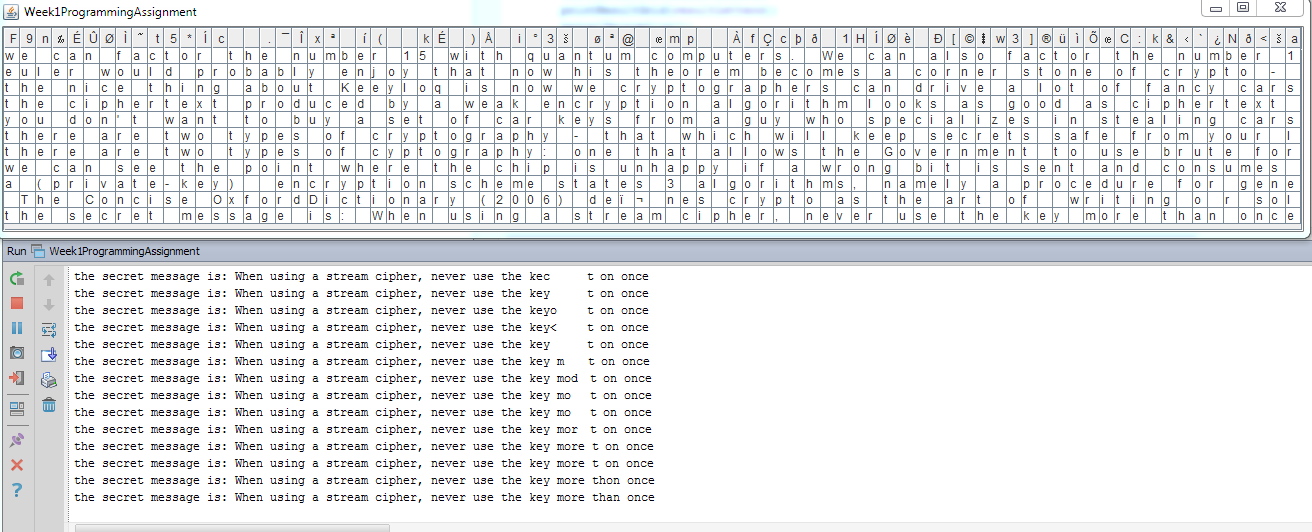 Week1ProgrammingAssignment
F9n‰ÉÛØÌ˜t5*Íc .¯Îxª í( kÉ )Å i°3š øª@ œmp ÀfÇcþð 1HÍØè Ð[©‡w3]®üìÕœC:k&‹`¿Nð<ša
we can factor the number 15 with quantum computers. We can also factor the number 1
euler would probably enjoy that now his theorem becomes a corner stone of crypto -
the nice thing about Keeyloq is now we cryptographers can drive a lot of fancy cars
the ciphertext produced by a weak encryption algorithm looks as good as ciphertext
you don't want to buy a set of car keys from a guy who specializes in stealing cars
there are two types of cryptography - that which will keep secrets safe from your l
there are two types of cyptography: one that allows the Government to use brute for
we can see the point where the chip is unhappy if a wrong bit is sent and consumes
a (private-key)  encryption scheme states 3 algorithms, namely a procedure for gene
The Concise OxfordDictionary (2006) deï¬ nes crypto as the art of writing or sol
the secret message is: When using a stream cipher, never use the key more than once
Run Week1ProgrammingAssignment
the secret message is: When using a stream cipher, never use the kec     t on once
the secret message is: When using a stream cipher, never use the key     t on once
the secret message is: When using a stream cipher, never use the keyo    t on once
the secret message is: When using a stream cipher, never use the key<    t on once
the secret message is: When using a stream cipher, never use the key     t on once
the secret message is: When using a stream cipher, never use the key m   t on once
the secret message is: When using a stream cipher, never use the key mod  t on once
the secret message is: When using a stream cipher, never use the key mo   t on once
the secret message is: When using a stream cipher, never use the key mo   t on once
the secret message is: When using a stream cipher, never use the key mor  t on once
the secret message is: When using a stream cipher, never use the key more t on once
the secret message is: When using a stream cipher, never use the key more t on once
the secret message is: When using a stream cipher, never use the key more thon once
the secret message is: When using a stream cipher, never use the key more than once